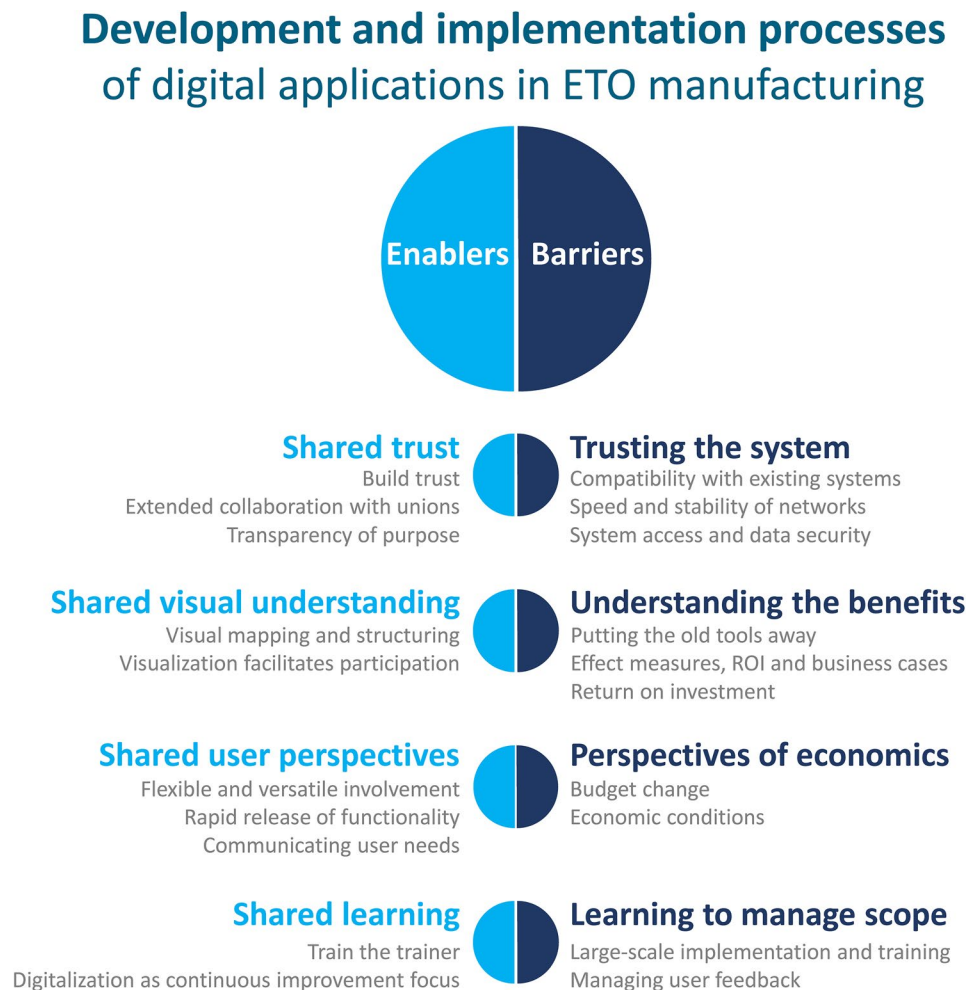 Development and implementation processes
of digital applications in ETO manufacturing
Enablers
Barriers
Shared trust
Build trust
Extended collaboration with unions
Transparency of purpose
Trusting the system
Compatibility with existing systems
Speed and stability of networks
System access and data security
Shared visual understanding
Visual mapping and structuring
Visualization facilitates participation
Understanding the benefits
Putting the old tools away
Effect measures, ROI and business cases
Return on investment
Shared user perspectives
Flexible and versatile involvement
Rapid release of functionality
Communicating user needs
Perspectives of economics
Budget change
Economic conditions
Shared learning
Train the trainer
Digitalization as continuous improvement focus
Learning to manage scope
Large-scale implementation and training
Managing user feedback